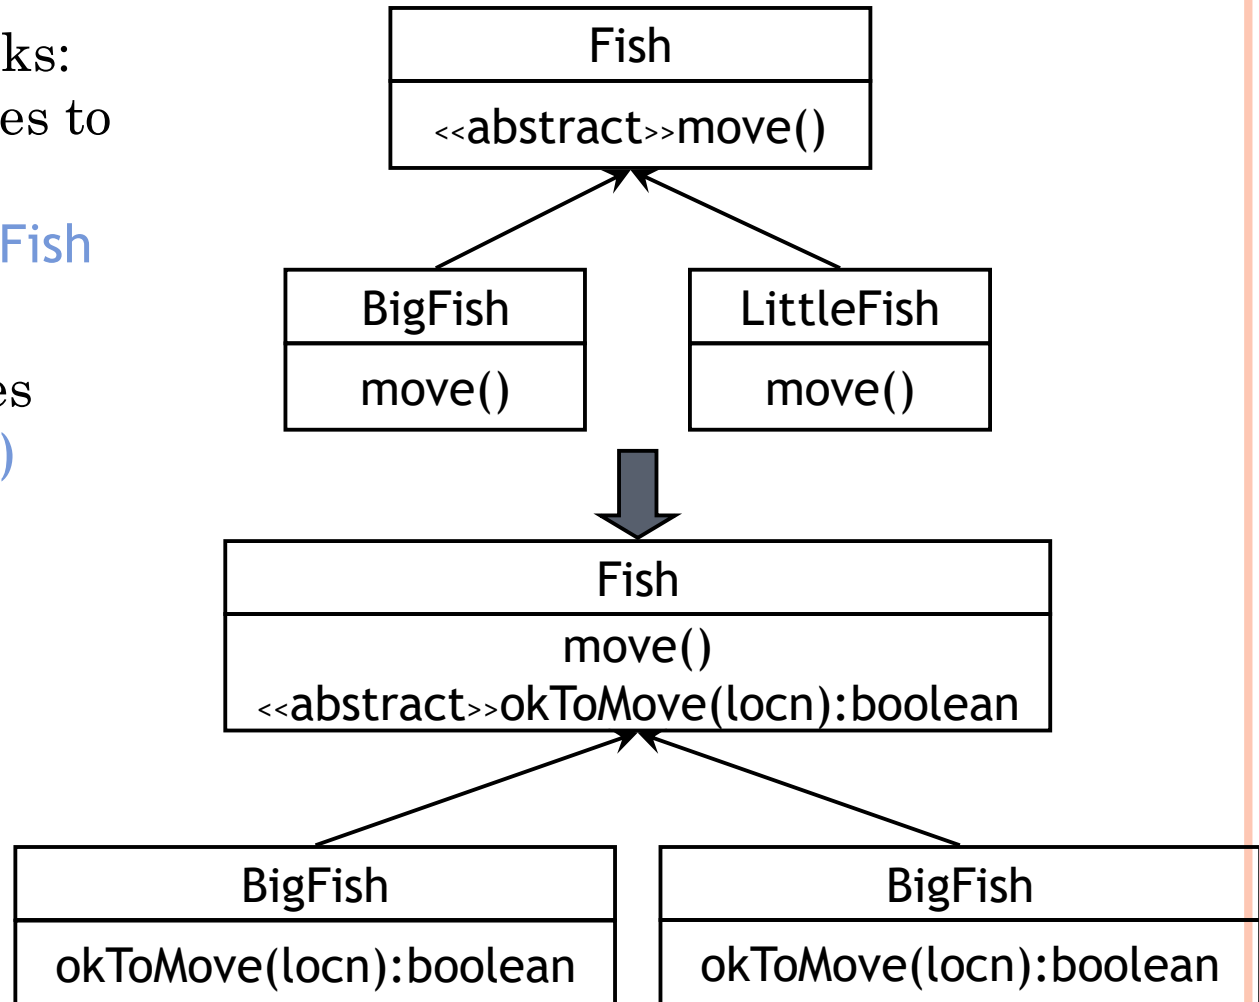 ks:
es to
Fish
es
)
Fish
<<abstract>>move()
BigFish
move()
LittleFish
move()
Fish
move()
<<abstract>>okToMove(locn):boolean
BigFish
okToMove(locn):boolean
BigFish
okToMove(locn):boolean